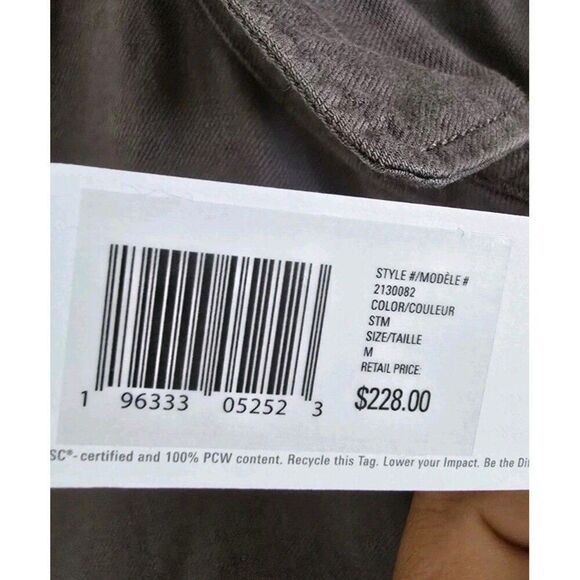 STYLE #/MODÈLE #
2130082
COLOR/COULEUR
STM
SIZE/TAILLE
M
RETAIL PRICE:
$228.00
1 96333 05252 3
SC®-certified and 100% PCW content. Recycle this Tag. Lower your Impact. Be the